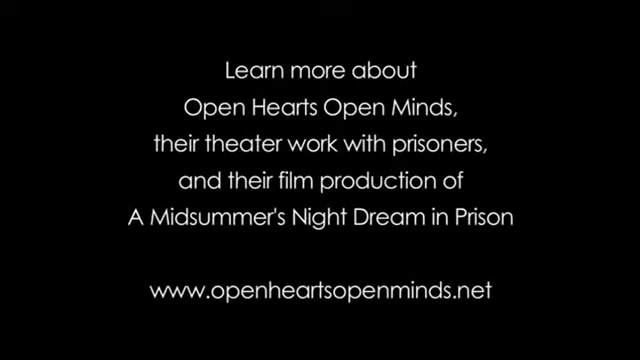 Learn more about
Open Hearts Open Minds,
their theater work with prisoners,
and their film production of
A Midsummer's Night Dream in Prison
www.openheartsopenminds.net